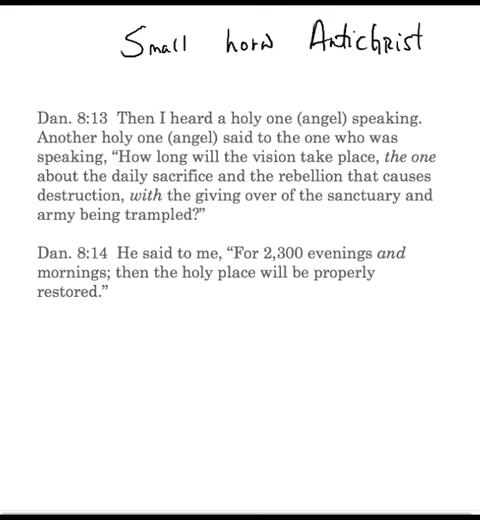 Small horn Antichrist
Dan. 8:13 Then I heard a holy one (angel) speaking.
Another holy one (angel) said to the one who was
speaking, “How long will the vision take place, the one
about the daily sacrifice and the rebellion that causes
destruction, with the giving over of the sanctuary and
army being trampled?”
Dan. 8:14 He said to me, “For 2,300 evenings and
mornings; then the holy place will be properly
restored.”